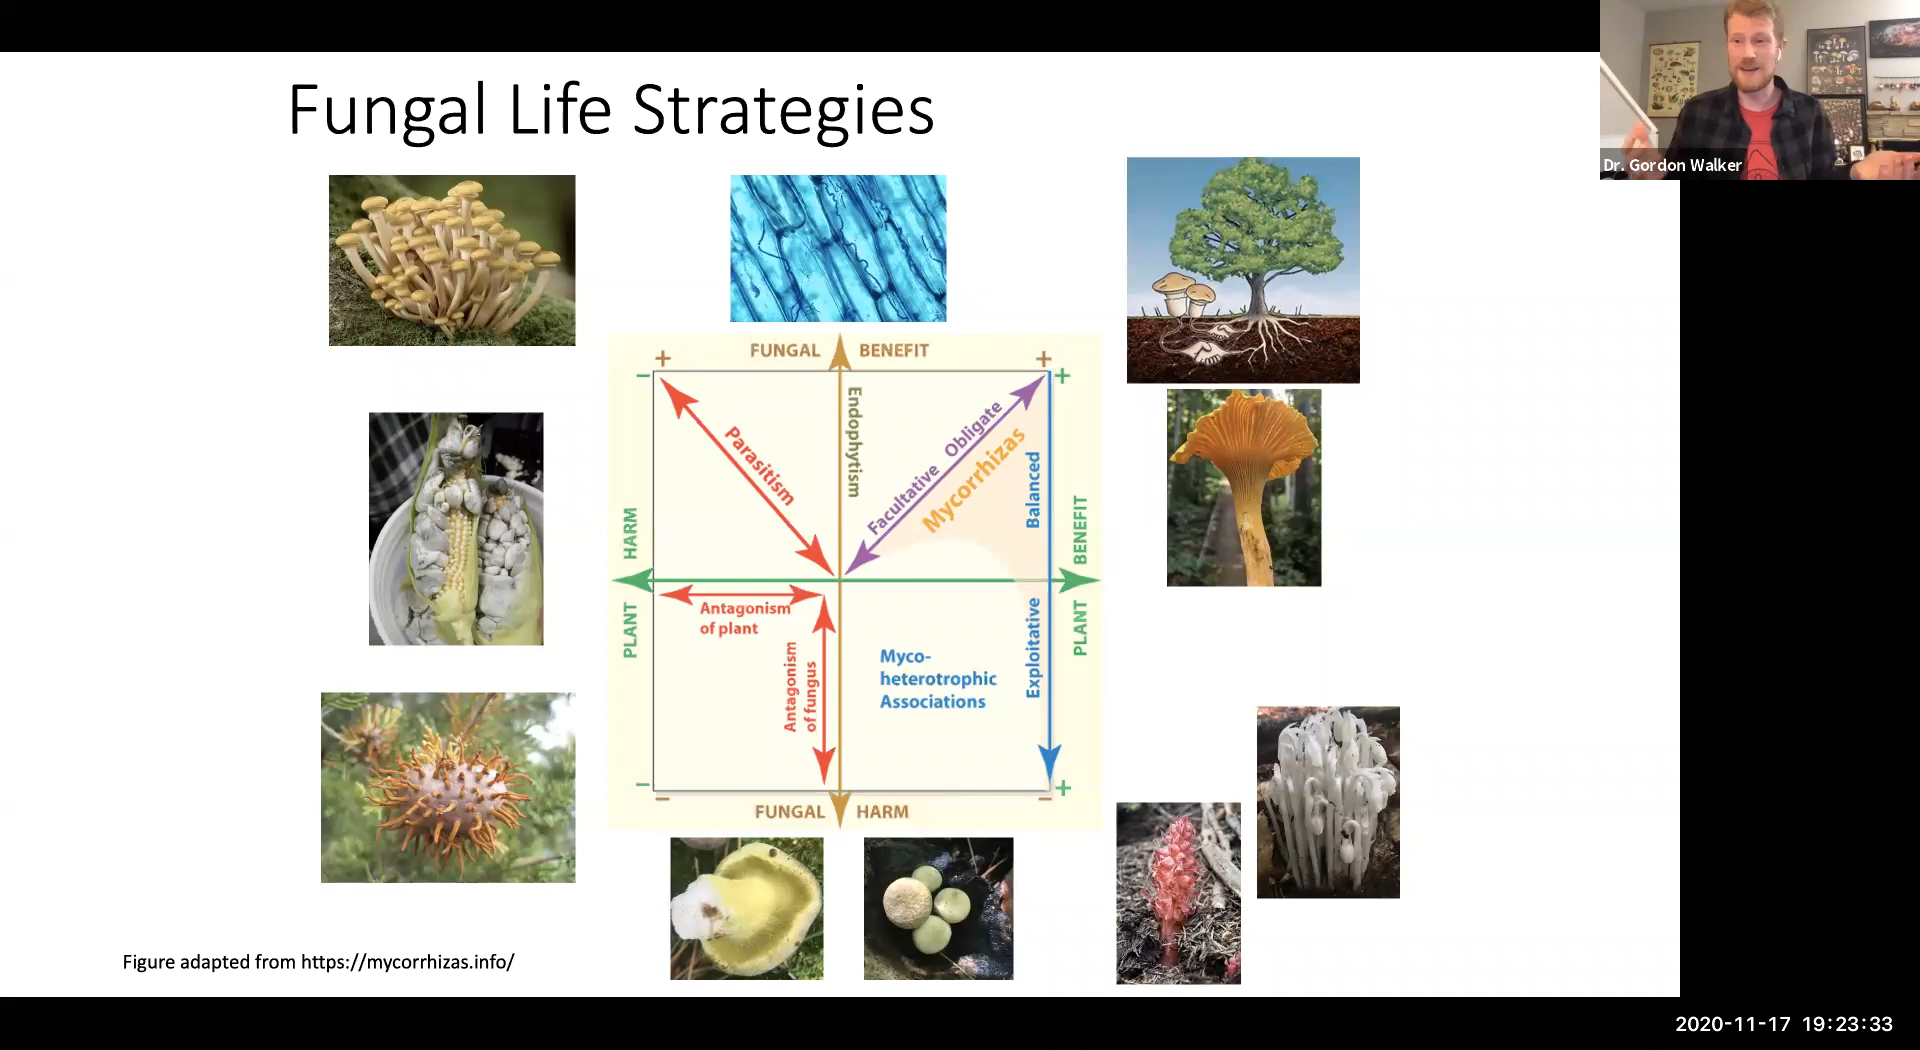 Fungal Life Strategies
Dr. Gordon Walker
FUNGAL BENEFIT
+
+
−
+
Parasitism
Endophytism
Facultative Obligate
Mycorrhizas
Balanced
HARM
BENEFIT
PLANT
PLANT
Antagonism
of plant
Antagonism
of fungus
Myco-
heterotrophic
Associations
Exploitative
−
+
−
−
FUNGAL HARM
Figure adapted from https://mycorrhizas.info/
2020-11-17 19:23:33